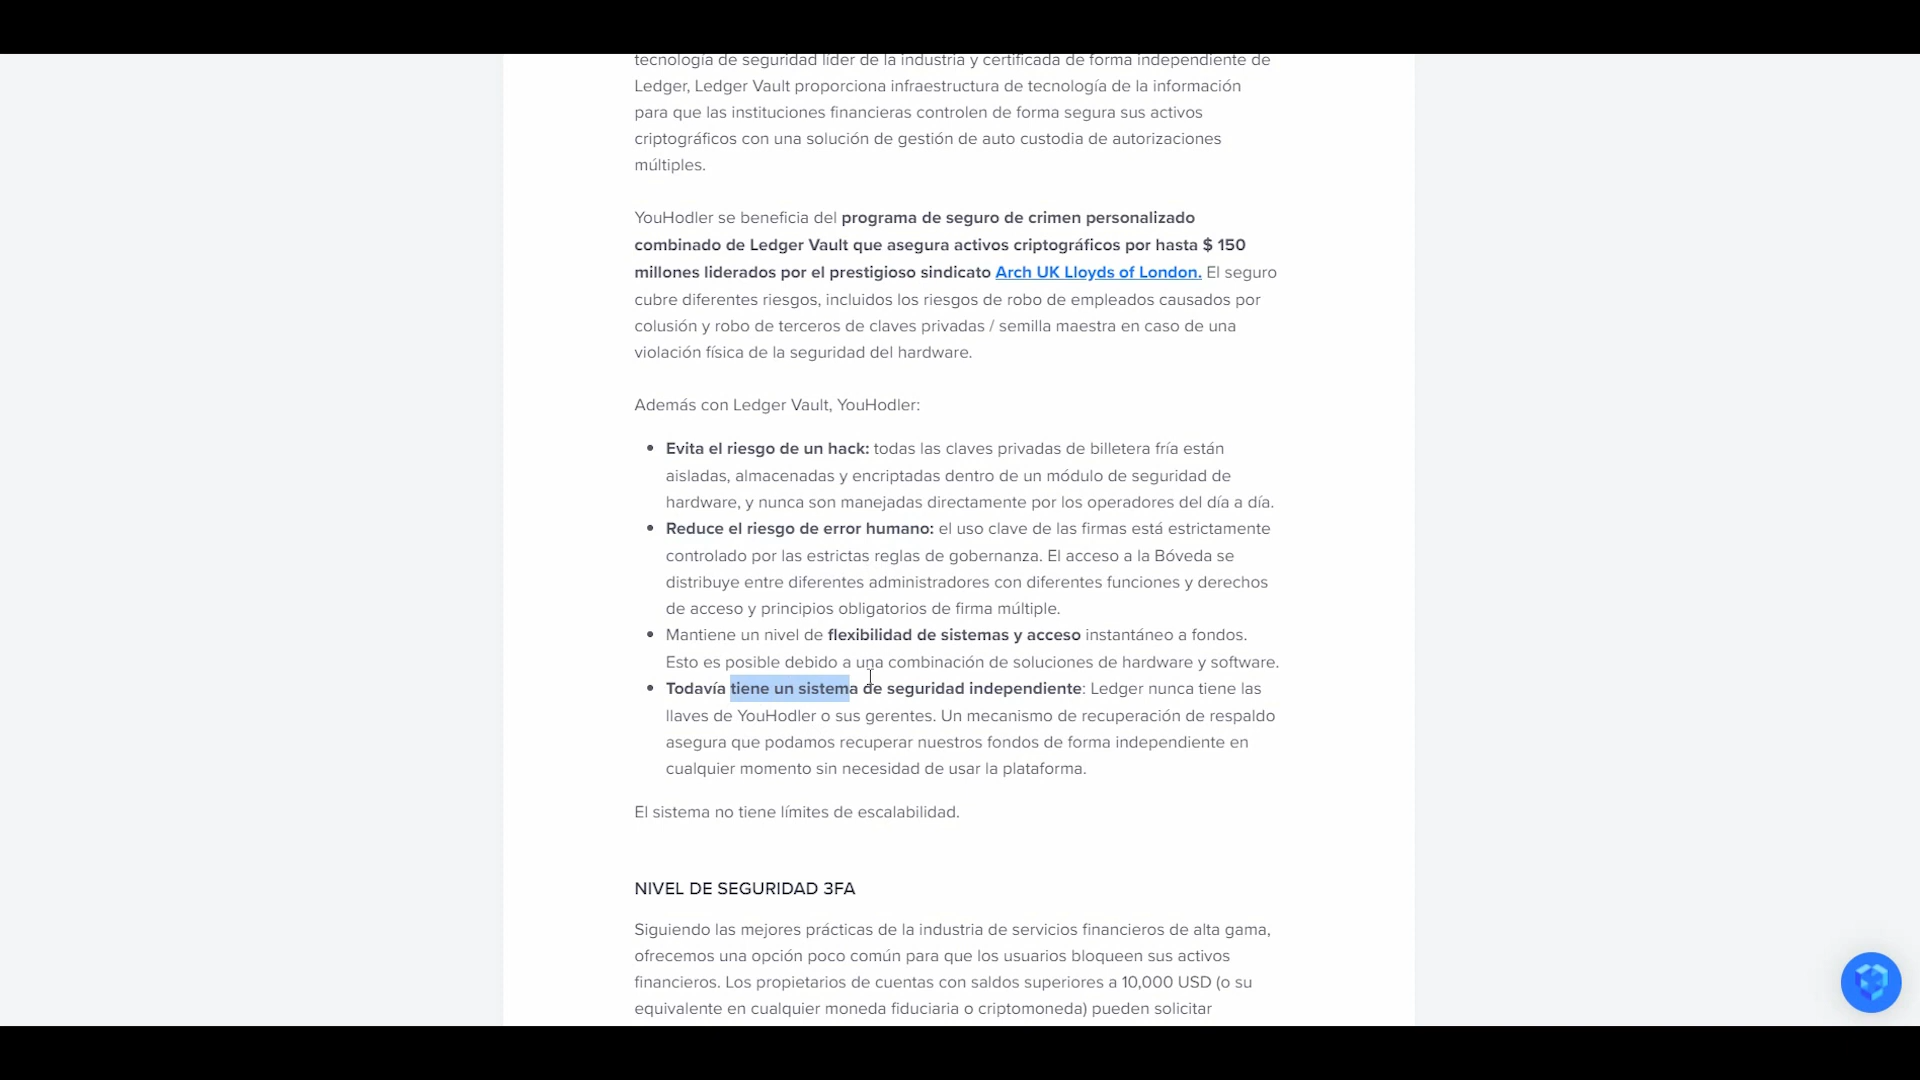 tecnología de seguridad líder de la industria y certificada de forma independiente de
Ledger, Ledger Vault proporciona infraestructura de tecnología de la información
para que las instituciones financieras controlen de forma segura sus activos
criptográficos con una solución de gestión de auto custodia de autorizaciones
múltiples.
YouHodler se beneficia del programa de seguro de crimen personalizado
combinado de Ledger Vault que asegura activos criptográficos por hasta $ 150
millones liderados por el prestigioso sindicato Arch UK Lloyds of London. El seguro
cubre diferentes riesgos, incluidos los riesgos de robo de empleados causados por
colusión y robo de terceros de claves privadas / semilla maestra en caso de una
violación física de la seguridad del hardware.
Además con Ledger Vault, YouHodler:
• Evita el riesgo de un hack: todas las claves privadas de billetera fría están
aisladas, almacenadas y encriptadas dentro de un módulo de seguridad de
hardware, y nunca son manejadas directamente por los operadores del día a día.
• Reduce el riesgo de error humano: el uso clave de las firmas está estrictamente
controlado por las estrictas reglas de gobernanza. El acceso a la Bóveda se
distribuye entre diferentes administradores con diferentes funciones y derechos
de acceso y principios obligatorios de firma múltiple.
• Mantiene un nivel de flexibilidad de sistemas y acceso instantáneo a fondos.
Esto es posible debido a una combinación de soluciones de hardware y software.
• Todavía tiene un sistema de seguridad independiente: Ledger nunca tiene las
llaves de YouHodler o sus gerentes. Un mecanismo de recuperación de respaldo
asegura que podamos recuperar nuestros fondos de forma independiente en
cualquier momento sin necesidad de usar la plataforma.
El sistema no tiene límites de escalabilidad.
NIVEL DE SEGURIDAD 3FA
Siguiendo las mejores prácticas de la industria de servicios financieros de alta gama,
ofrecemos una opción poco común para que los usuarios bloqueen sus activos
financieros. Los propietarios de cuentas con saldos superiores a 10,000 USD (o su
equivalente en cualquier moneda fiduciaria o criptomoneda) pueden solicitar